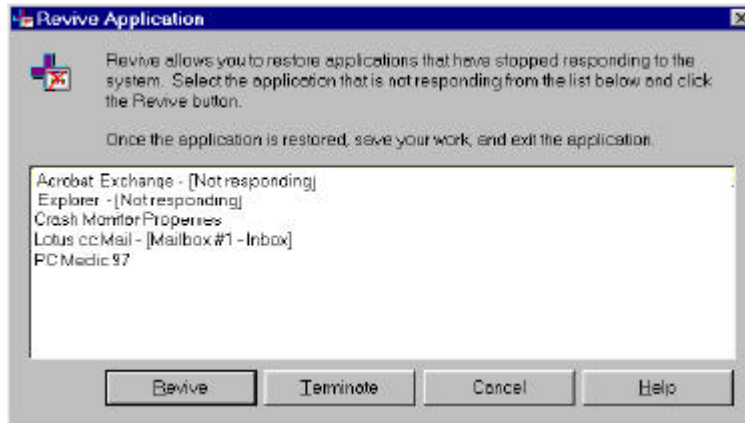 Revive Application
Revive allows you to restore applications that have stopped responding to the
system. Select the application that is not responding from the list below and click
the Revive button.
Once the application is restored, save your work, and exit the application.
Acrobat Exchange - [Not responding]
Explorer - [Not responding]
Crash Monitor Properties
Lotus cc:Mail - [Mailbox #1 - Inbox]
PC Medic 97
Revive Terminate Cancel Help